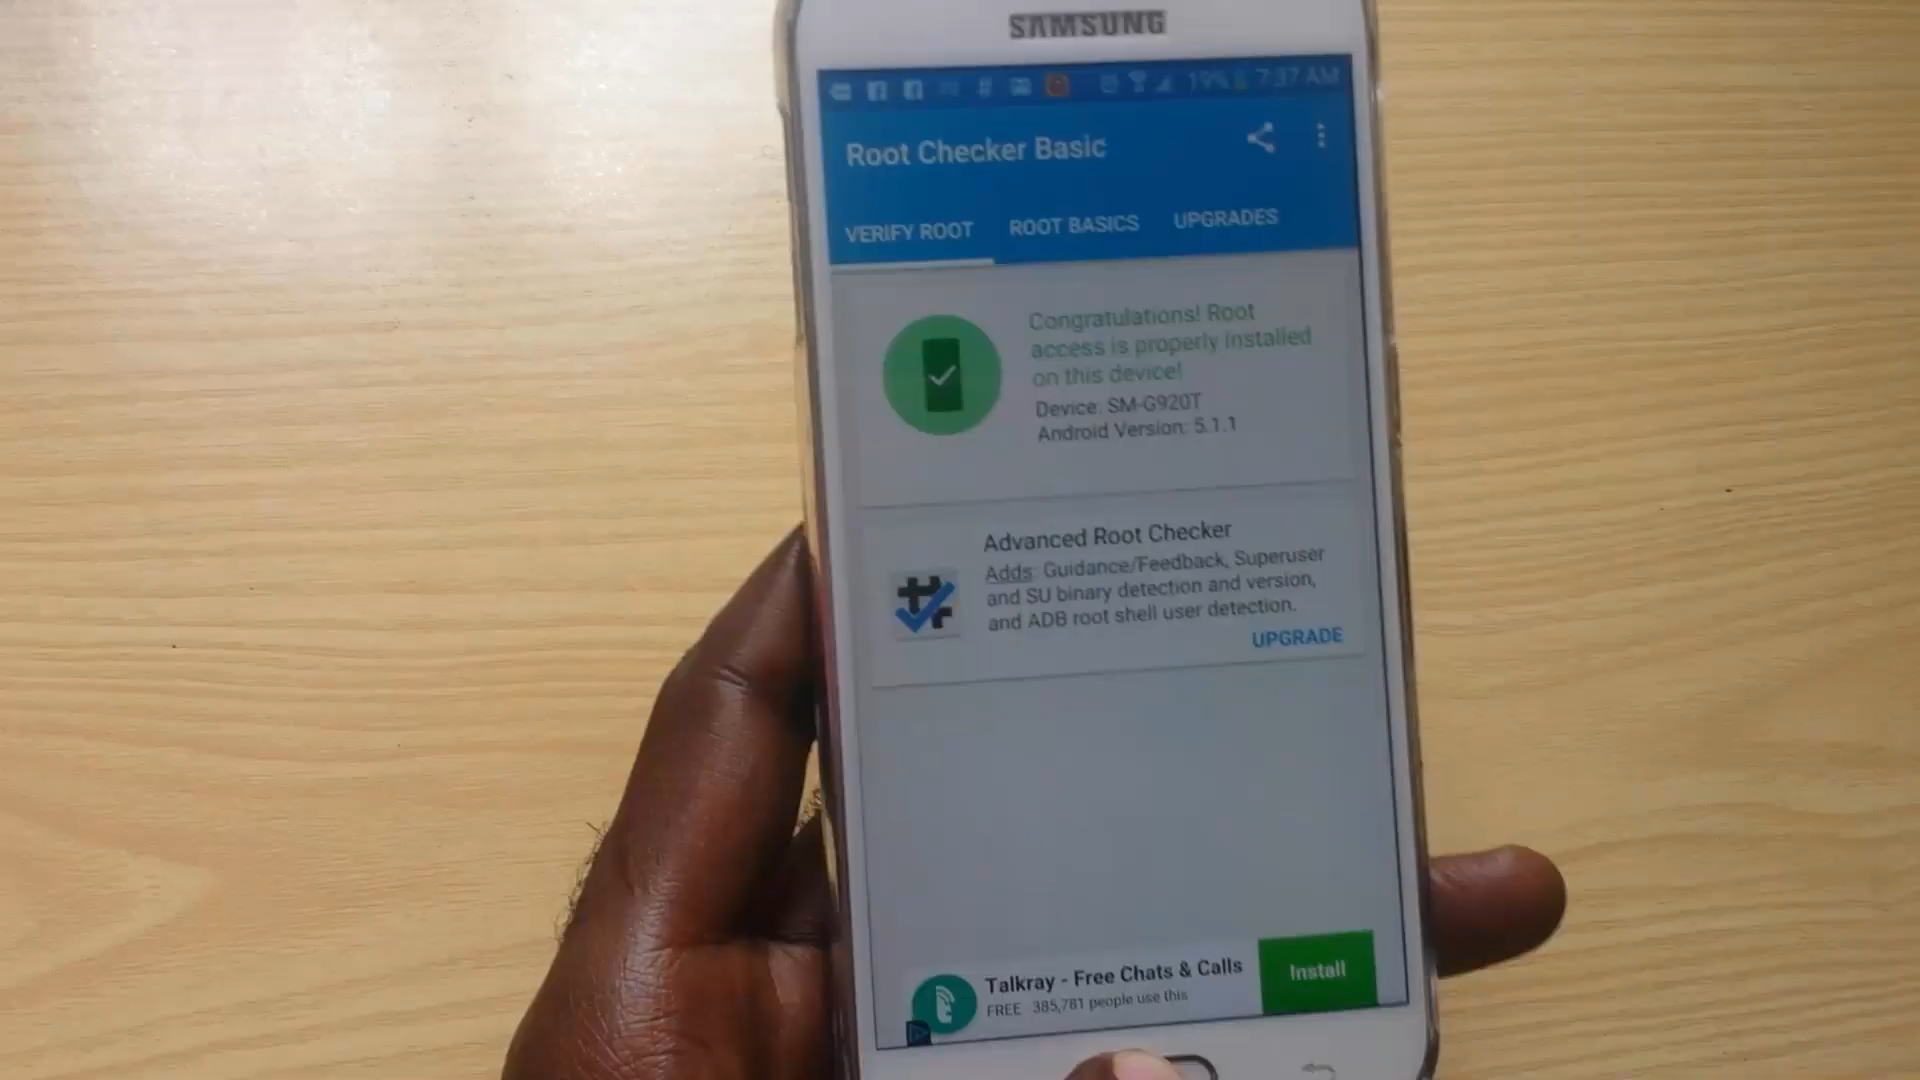 SAMSUNG
19% 7:37 AM
Root Checker Basic
VERIFY ROOT ROOT BASICS UPGRADES
Congratulations! Root
access is properly installed
on this device!
Device: SM-G920T
Android Version: 5.1.1
Advanced Root Checker
Adds: Guidance/Feedback, Superuser
and SU binary detection and version,
and ADB root shell user detection.
UPGRADE
Talkray - Free Chats & Calls
FREE 385,781 people use this
Install